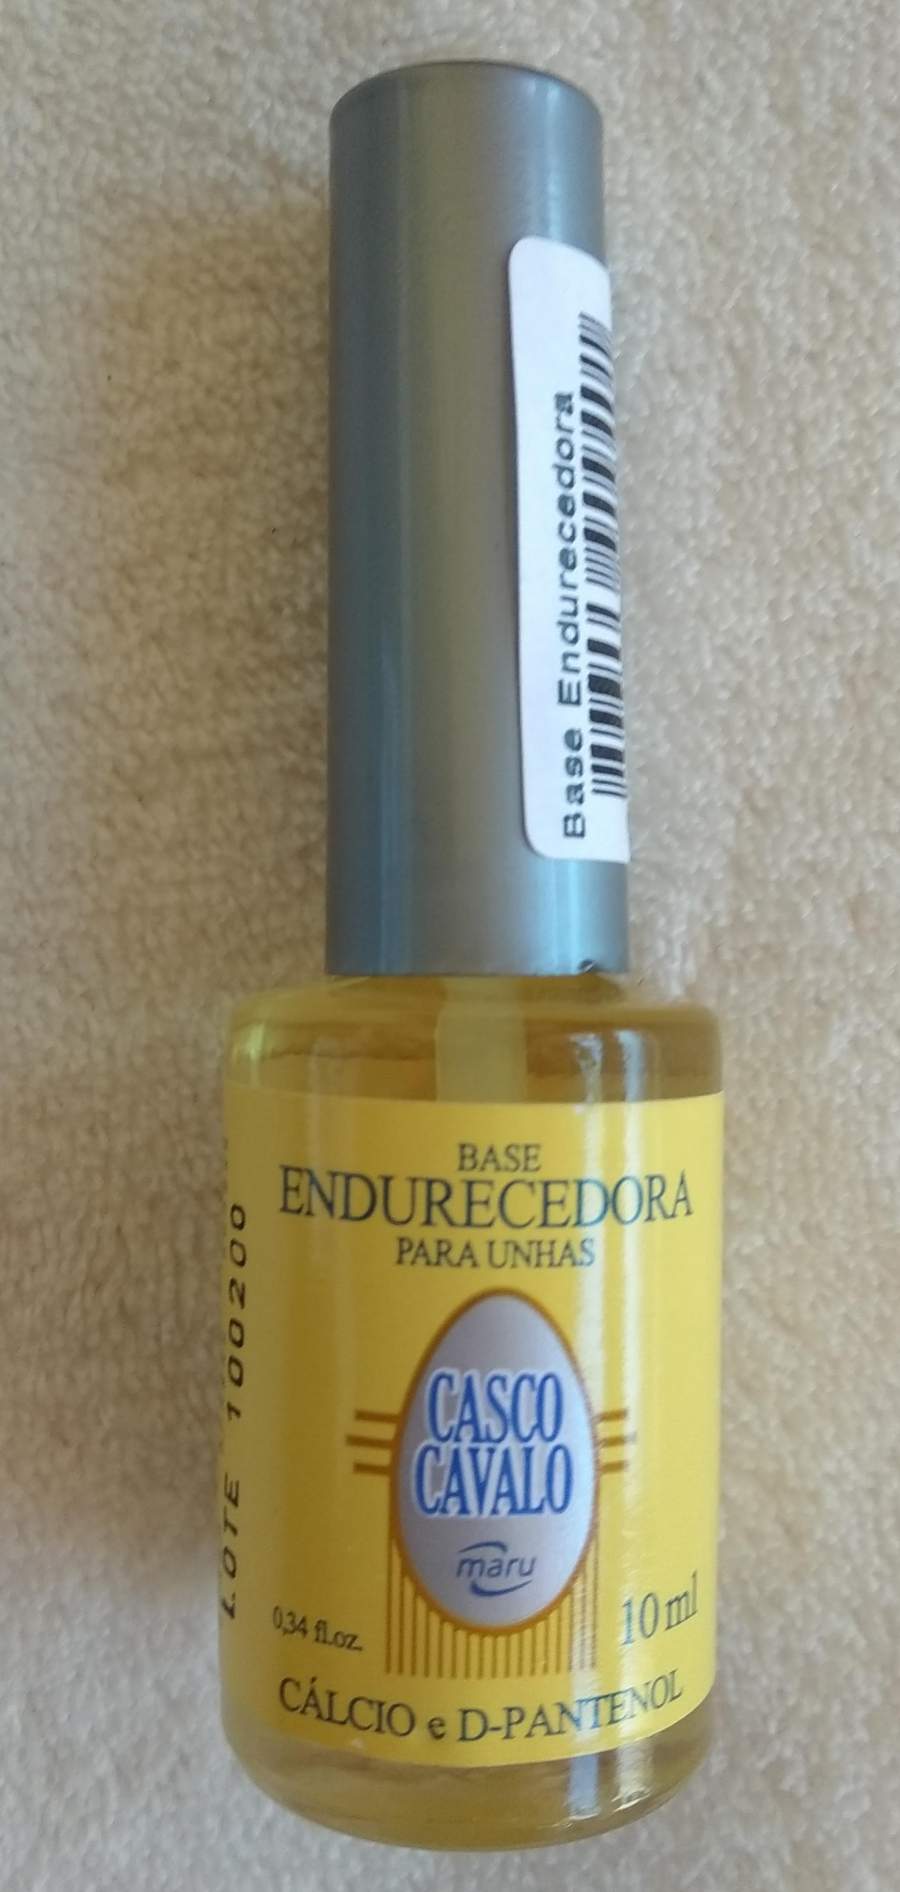 Base Endurecedora
BASE
ENDURECEDORA
PARA UNHAS
CASCO
CAVALO
maru
0,34 fl.oz.
10 ml
CÁLCIO e D-PANTENOL
LOTE 100200